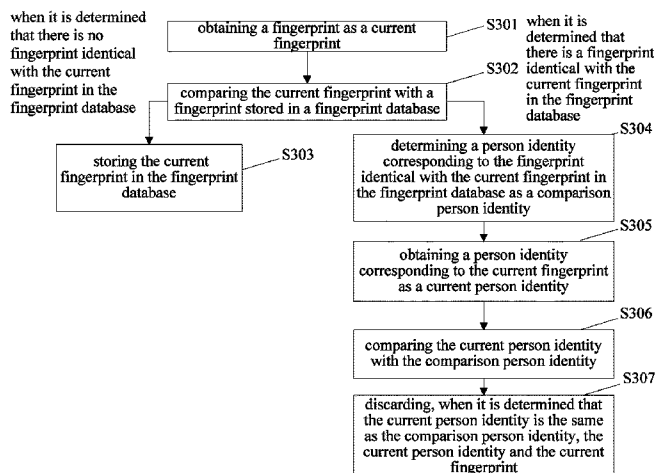 when it is determined
that there is no
fingerprint identical
with the current
fingerprint in the
fingerprint database
obtaining a fingerprint as a current
fingerprint
S301
when it is
determined that
there is a fingerprint
identical with the
current fingerprint
in the fingerprint
database
comparing the current fingerprint with a
fingerprint stored in a fingerprint database
S302
storing the current
fingerprint in the fingerprint
database
S303
determining a person identity
corresponding to the fingerprint
identical with the current fingerprint in
the fingerprint database as a comparison
person identity
S304
obtaining a person identity
corresponding to the current fingerprint
as a current person identity
S305
comparing the current person identity
with the comparison person identity
S306
discarding, when it is determined that
the current person identity is the same
as the comparison person identity, the
current person identity and the current
fingerprint
S307